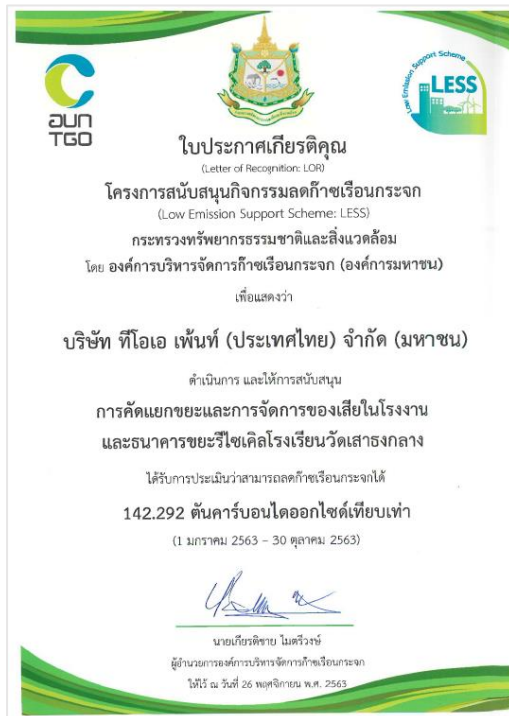 อบก
TGO
Low Emission Support Scheme
LESS
ใบประกาศเกียรติคุณ
(Letter of Recognition: LOR)
โครงการสนับสนุนกิจกรรมลดก๊าซเรือนกระจก
(Low Emission Support Scheme: LESS)
กระทรวงทรัพยากรธรรมชาติและสิ่งแวดล้อม
โดย องค์การบริหารจัดการก๊าซเรือนกระจก (องค์การมหาชน)
เพื่อแสดงว่า
บริษัท ทีโอเอ เพ้นท์ (ประเทศไทย) จำกัด (มหาชน)
ดำเนินการ และให้การสนับสนุน
การคัดแยกขยะและการจัดการของเสียในโรงงาน
และธนาคารขยะรีไซเคิลโรงเรียนวัดเสาธงกลาง
ได้รับการประเมินว่าสามารถลดก๊าซเรือนกระจกได้
142.292 ตันคาร์บอนไดออกไซด์เทียบเท่า
(1 มกราคม 2563 – 30 ตุลาคม 2563)
นายเกียรติชาย ไมตรีวงษ์
ผู้อำนวยการองค์การบริหารจัดการก๊าซเรือนกระจก
ให้ไว้ ณ วันที่ 26 พฤศจิกายน พ.ศ. 2563